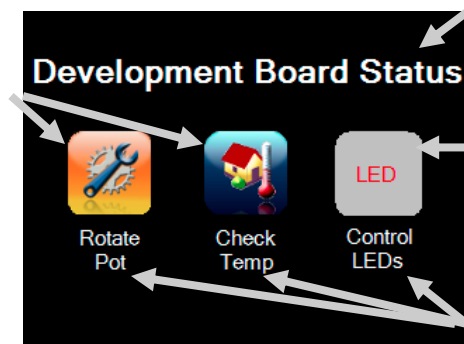 Development Board Status
LED
Rotate
Pot
Check
Temp
Control
LEDs